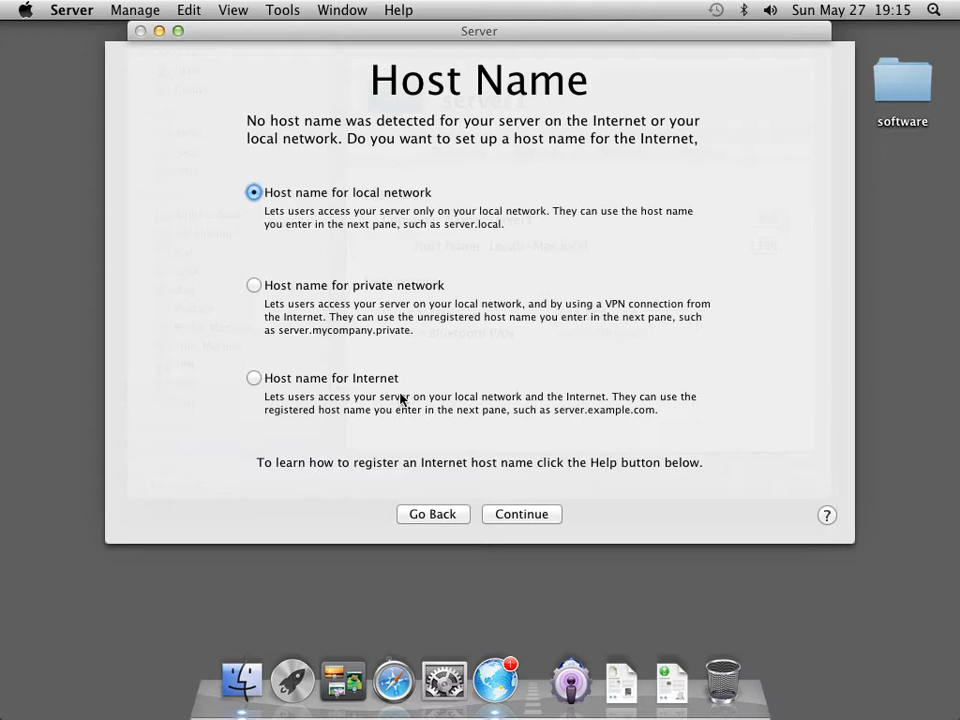 Server Manage Edit View Tools Window Help Sun May 27 19:15
Server
software
Host Name
No host name was detected for your server on the Internet or your
local network. Do you want to set up a host name for the Internet,
Host name for local network
Lets users access your server only on your local network. They can use the host name
you enter in the next pane, such as server.local.
Host name for private network
Lets users access your server on your local network, and by using a VPN connection from
the Internet. They can use the unregistered host name you enter in the next pane, such
as server.mycompany.private.
Host name for Internet
Lets users access your server on your local network and the Internet. They can use the
registered host name you enter in the next pane, such as server.example.com.
To learn how to register an Internet host name click the Help button below.
Go Back Continue ?
1